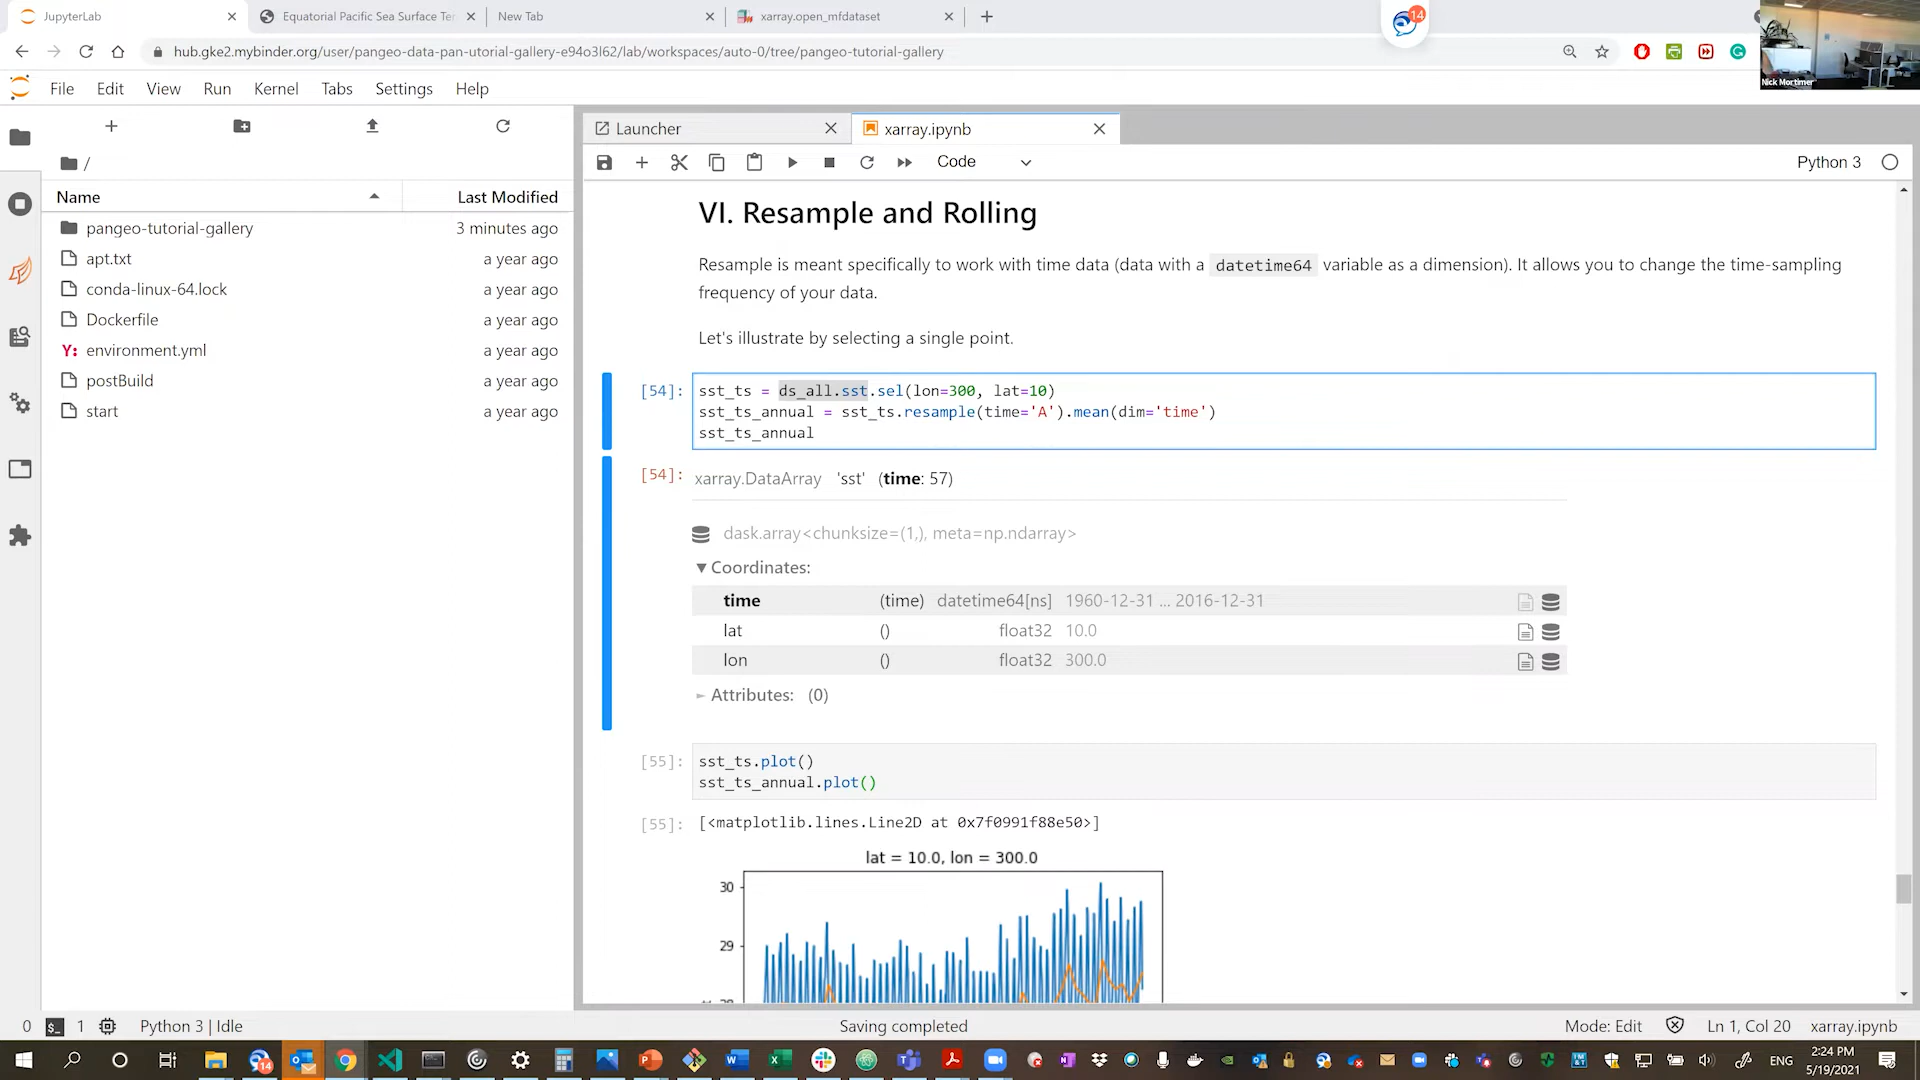 JupyterLab
Equatorial Pacific Sea Surface Ter
New Tab
xarray.open_mfdataset
14
hub.gke2.mybinder.org/user/pangeo-data-pan-utorial-gallery-e94o3l62/lab/workspaces/auto-0/tree/pangeo-tutorial-gallery
Nick Mortimer
File Edit View Run Kernel Tabs Settings Help
Launcher
xarray.ipynb
/
Code
Python 3
Name
Last Modified
pangeo-tutorial-gallery 3 minutes ago
apt.txt a year ago
conda-linux-64.lock a year ago
Dockerfile a year ago
Y: environment.yml a year ago
postBuild a year ago
start a year ago
VI. Resample and Rolling
Resample is meant specifically to work with time data (data with a datetime64 variable as a dimension). It allows you to change the time-sampling
frequency of your data.
Let's illustrate by selecting a single point.
[54]: sst_ts = ds_all.sst.sel(lon=300, lat=10)
sst_ts_annual = sst_ts.resample(time='A').mean(dim='time')
sst_ts_annual
[54]: xarray.DataArray 'sst' (time: 57)
dask.array<chunksize=(1,), meta=np.ndarray>
▼ Coordinates:
time (time) datetime64[ns] 1960-12-31 ... 2016-12-31
lat () float32 10.0
lon () float32 300.0
► Attributes: (0)
[55]: sst_ts.plot()
sst_ts_annual.plot()
[55]: [<matplotlib.lines.Line2D at 0x7f0991f88e50>]
lat = 10.0, lon = 300.0
30
29
0 $_ 1 Python 3 | Idle
Saving completed
Mode: Edit Ln 1, Col 20 xarray.ipynb
14
ENG
2:24 PM
5/19/2021